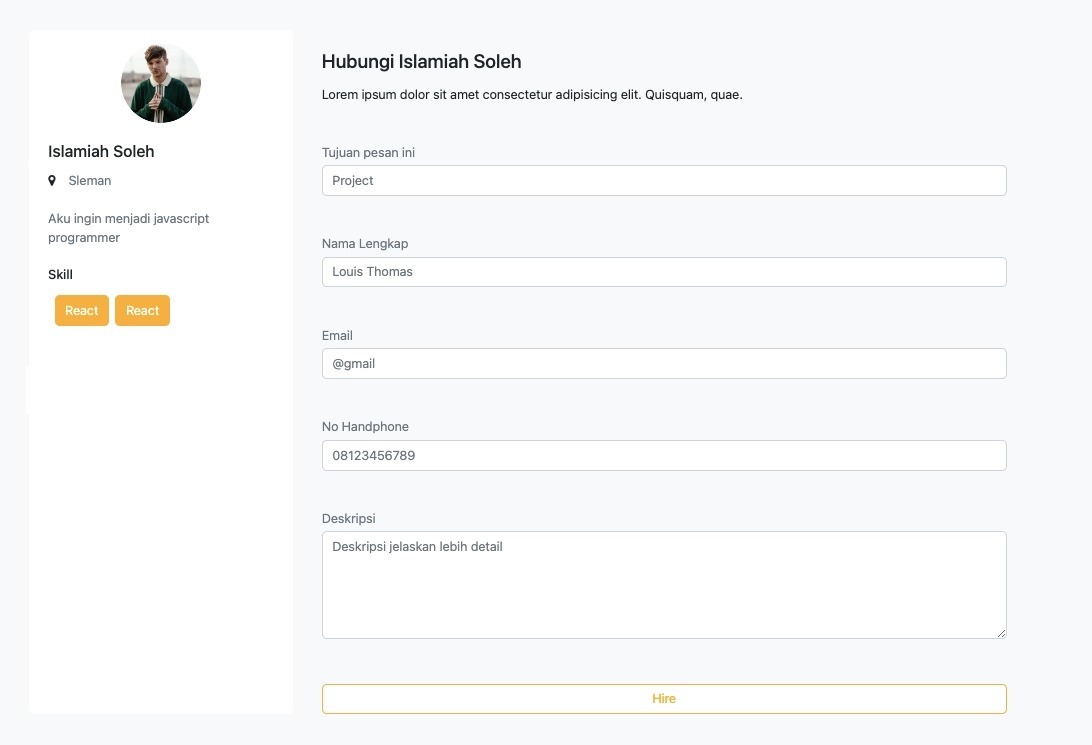 Islamiah Soleh
Sleman
Aku ingin menjadi javascript
programmer
Skill
React React
Hubungi Islamiah Soleh
Lorem ipsum dolor sit amet consectetur adipisicing elit. Quisquam, quae.
Tujuan pesan ini
Project
Nama Lengkap
Louis Thomas
Email
@gmail
No Handphone
08123456789
Deskripsi
Deskripsi jelaskan lebih detail
Hire